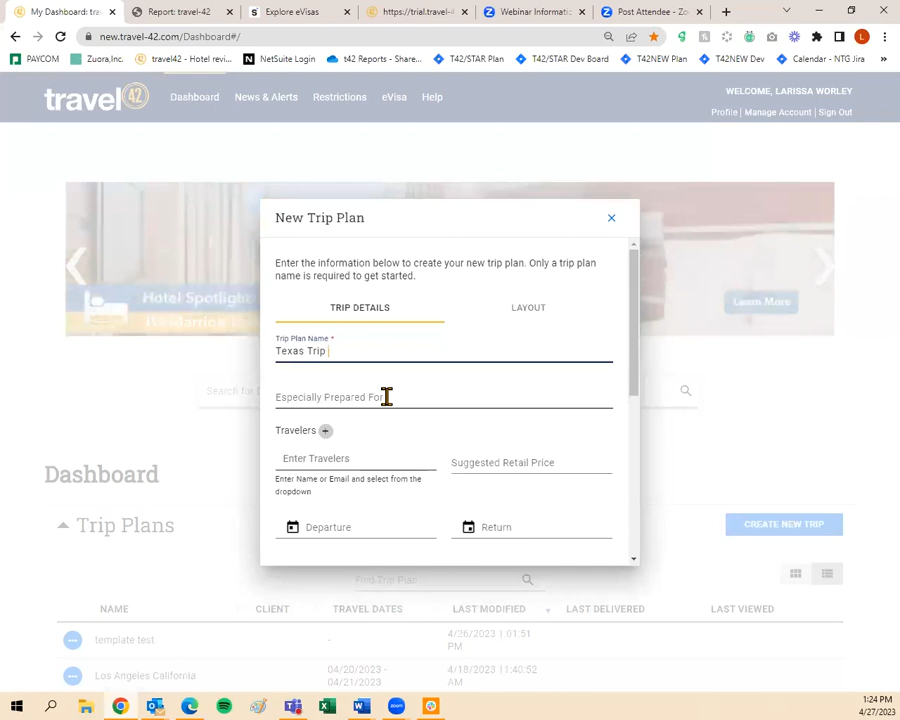 My Dashboard: travel-42
Report: travel-42
Explore eVisas
https://trial.travel-
Webinar Informatio
Post Attendee - Zo
new.travel-42.com/Dashboard#/
PAYCOM
Zuora,Inc.
travel42 - Hotel revi...
NetSuite Login
t42 Reports - Share...
T42/STAR Plan
T42/STAR Dev Board
T42NEW Plan
T42NEW Dev
Calendar - NTG Jira
travel 42
Dashboard
News & Alerts
Restrictions
eVisa
Help
WELCOME, LARISSA WORLEY
Profile | Manage Account | Sign Out
Hotel Spotlight
Learn More
New Trip Plan
Enter the information below to create your new trip plan. Only a trip plan
name is required to get started.
TRIP DETAILS
LAYOUT
Trip Plan Name *
Texas Trip
Especially Prepared For
Travelers
Enter Travelers
Suggested Retail Price
Enter Name or Email and select from the
dropdown
Departure
Return
Search for
Dashboard
Trip Plans
CREATE NEW TRIP
Find Trip Plan
NAME
CLIENT
TRAVEL DATES
LAST MODIFIED
LAST DELIVERED
LAST VIEWED
template test
-
4/26/2023 | 01:51
PM
Los Angeles California
04/20/2023 -
04/21/2023
4/18/2023 | 1:40:52
AM
1:24 PM
4/27/2023